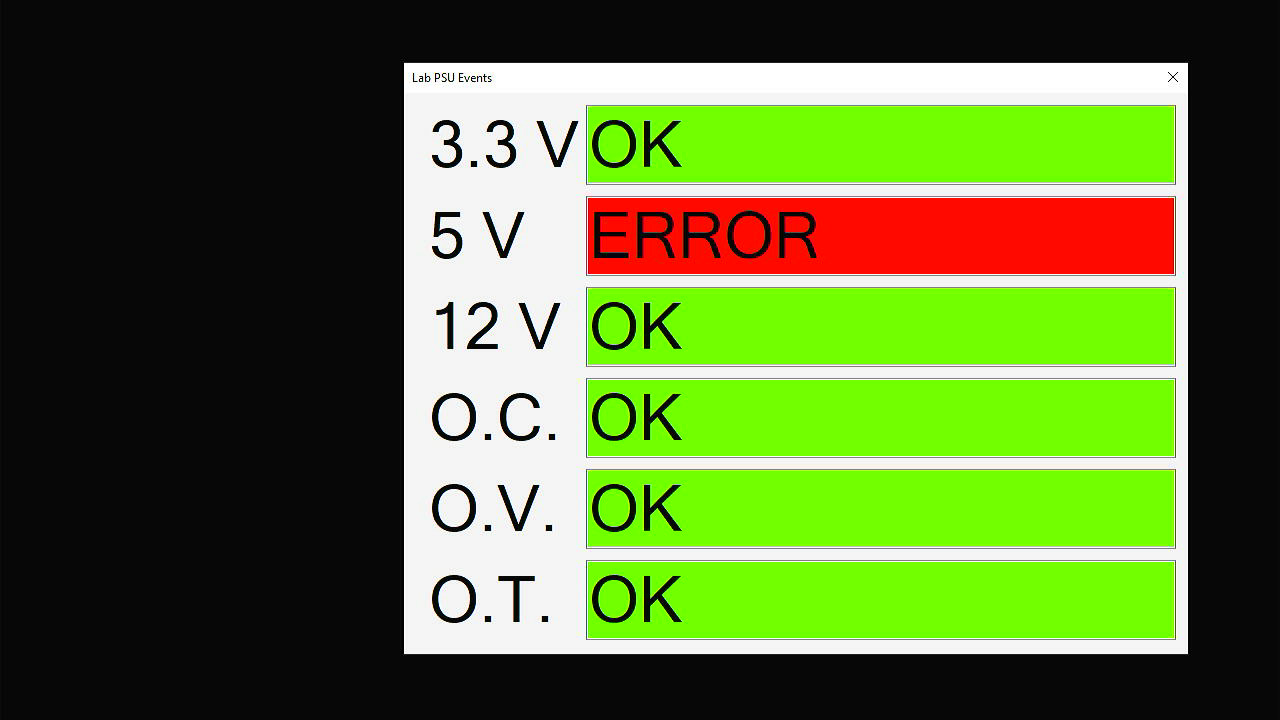 Lab PSU Events
3.3 V OK
5 V ERROR
12 V OK
O.C. OK
O.V. OK
O.T. OK